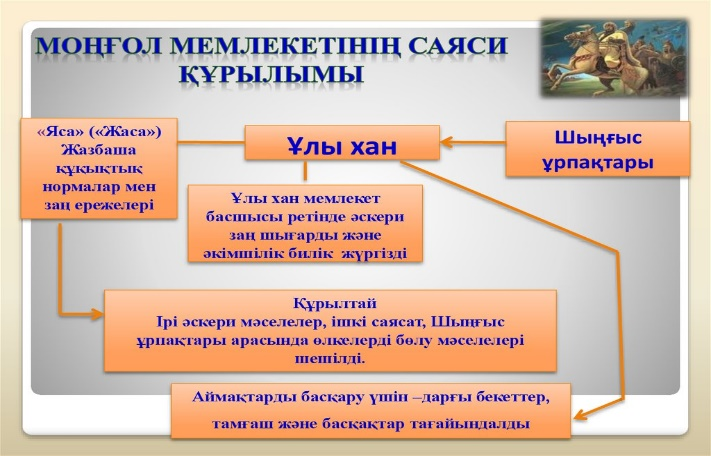 МОҢҒОЛ МЕМЛЕКЕТІНІҢ САЯСИ
ҚҰРЫЛЫМЫ
«Яса» («Жаса»)
Жазбаша
құқықтық
нормалар мен
заң ережелері
Ұлы хан
Шыңғыс
ұрпақтары
Ұлы хан мемлекет
басшысы ретінде әскери
заң шығарды және
әкімшілік билік жүргізді
Құрылтай
Ірі әскери мәселелер, ішкі саясат, Шыңғыс
ұрпақтары арасында өлкелерді бөлу мәселелері
шешілді.
Аймақтарды басқару үшін –дарғы бекеттер,
тамғаш және басқақтар тағайындалды